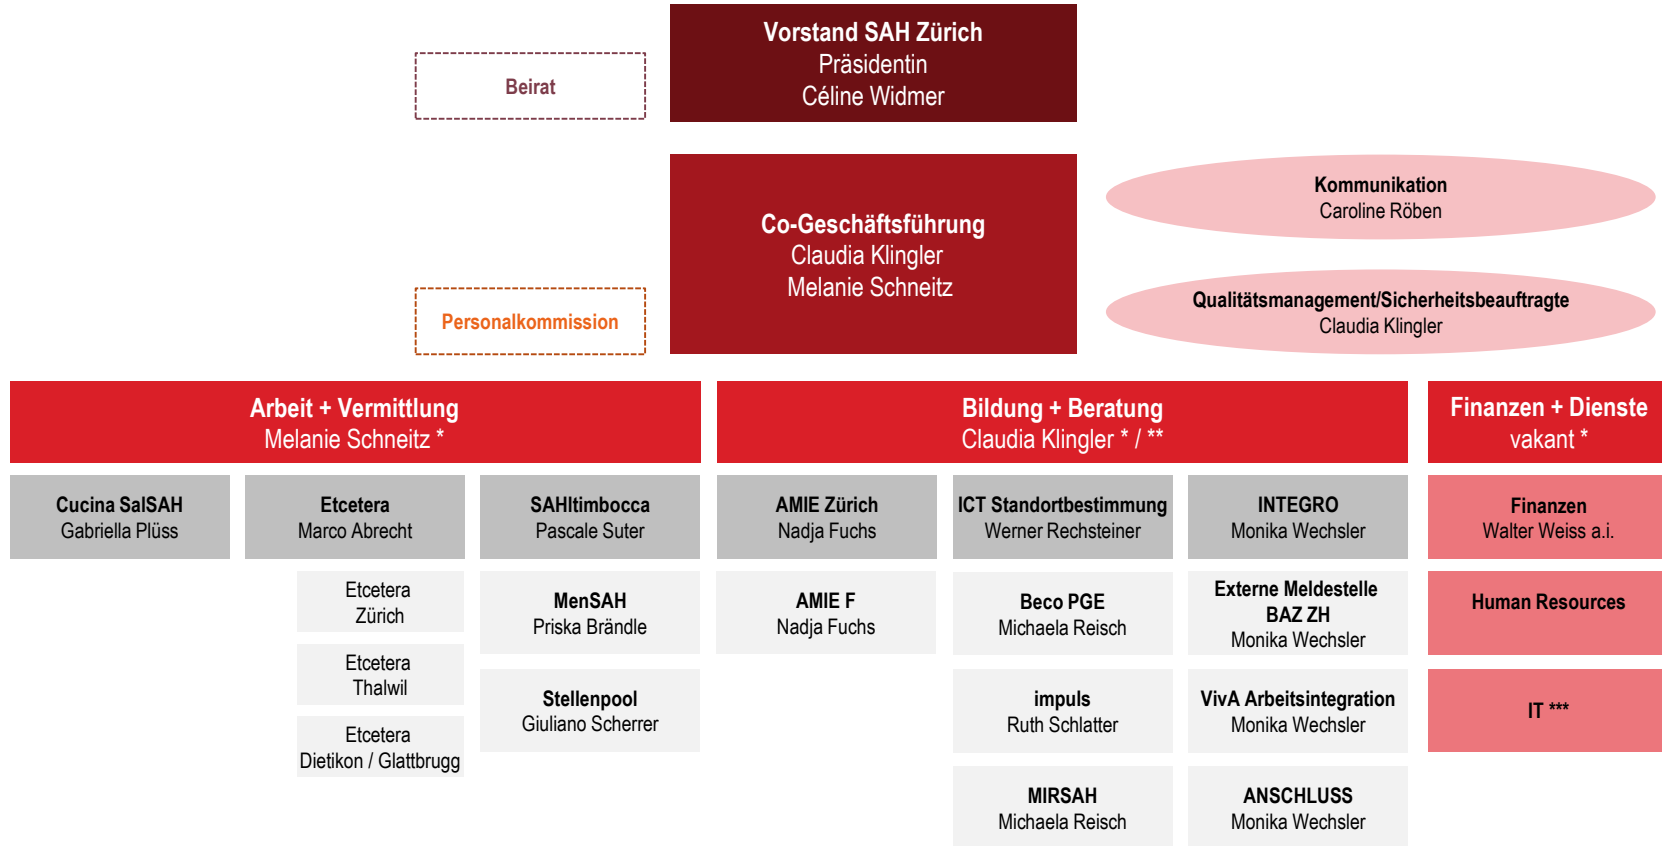 Vorstand SAH Zürich
Präsidentin
Céline Widmer
Beirat
Co-Geschäftsführung
Claudia Klingler
Melanie Schneitz
Kommunikation
Caroline Röben
Qualitätsmanagement/Sicherheitsbeauftragte
Claudia Klingler
Personalkommission
Arbeit + Vermittlung
Melanie Schneitz *
Bildung + Beratung
Claudia Klingler * / **
Finanzen + Dienste
vakant *
Cucina SalSAH
Gabriella Plüss
Etcetera
Marco Abrecht
SAHltimbocca
Pascale Suter
AMIE Zürich
Nadja Fuchs
ICT Standortbestimmung
Werner Rechsteiner
INTEGRO
Monika Wechsler
Finanzen
Walter Weiss a.i.
Etcetera
Zürich
MenSAH
Priska Brändle
AMIE F
Nadja Fuchs
Beco PGE
Michaela Reisch
Externe Meldestelle
BAZ ZH
Monika Wechsler
Human Resources
Etcetera
Thalwil
Stellenpool
Giuliano Scherrer
impuls
Ruth Schlatter
VivA Arbeitsintegration
Monika Wechsler
IT ***
Etcetera
Dietikon / Glattbrugg
MIRSAH
Michaela Reisch
ANSCHLUSS
Monika Wechsler